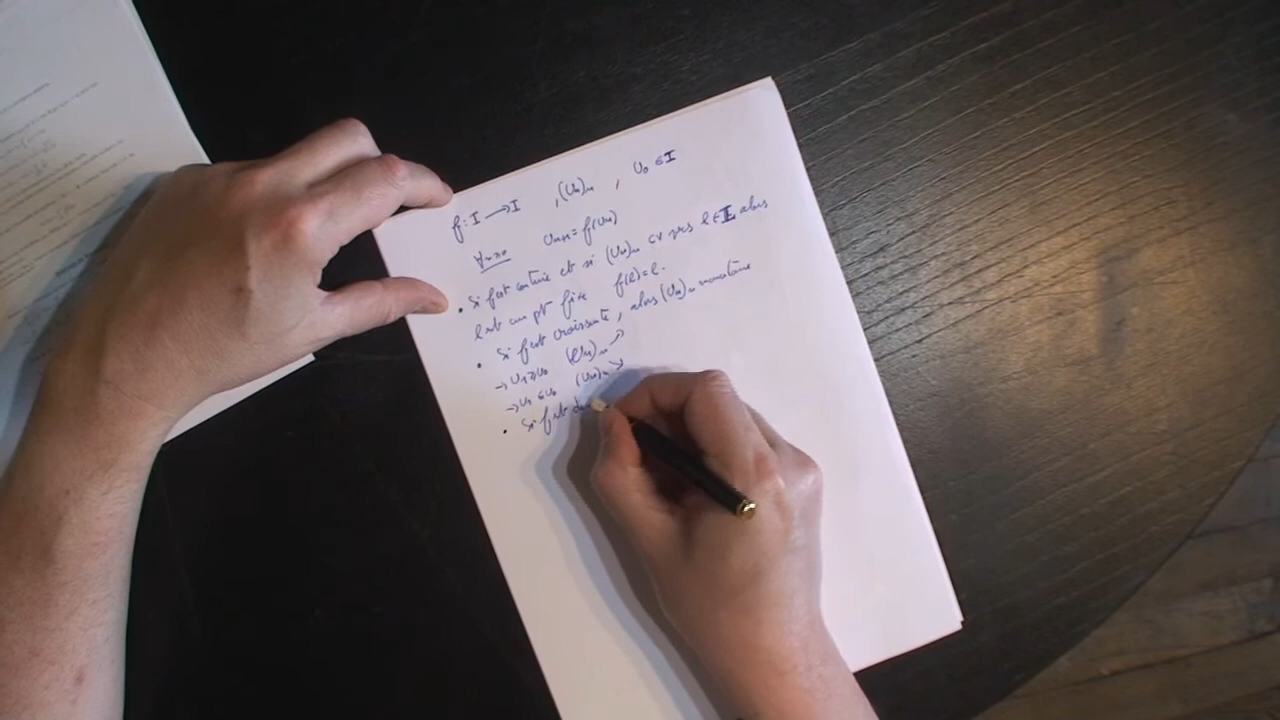 f : I → I , (Un)n , U0 ∈ I
∀n≥0 Un+1 = f(Un)
• Si f est continue et si (Un)n cv vers l ∈ I alors
l est un pt fixe f(l)=l.
• Si f est croissante, alors (Un)n monotone
→ U1 ≥ U0 (Un)n ↗
→ U1 ≤ U0 (Un)n ↘
• Si f est